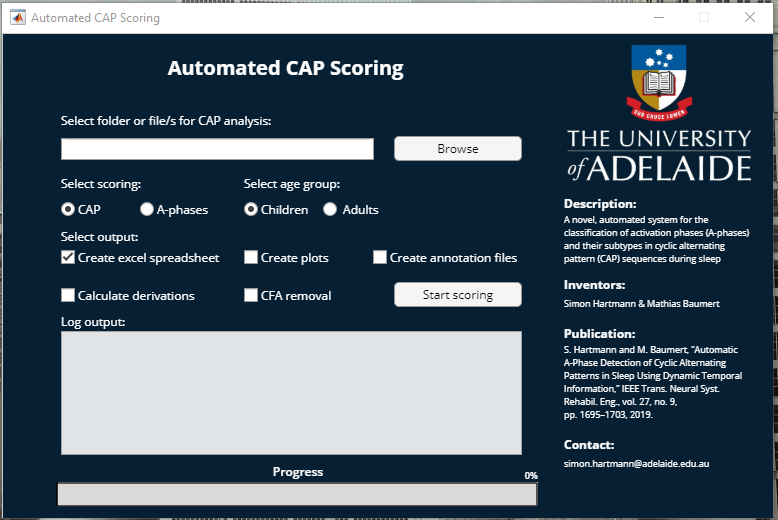 Automated CAP Scoring
Automated CAP Scoring
Select folder or file/s for CAP analysis:
Browse
Select scoring:
Select age group:
CAP
A-phases
Children
Adults
Select output:
Create excel spreadsheet
Create plots
Create annotation files
Calculate derivations
CFA removal
Start scoring
Log output:
Progress
0%
SUB CRUCE LUMEN
THE UNIVERSITY
of ADELAIDE
Description:
A novel, automated system for the
classification of activation phases (A-phases)
and their subtypes in cyclic alternating
pattern (CAP) sequences during sleep
Inventors:
Simon Hartmann & Mathias Baumert
Publication:
S. Hartmann and M. Baumert, “Automatic
A-Phase Detection of Cyclic Alternating
Patterns in Sleep Using Dynamic Temporal
Information,” IEEE Trans. Neural Syst.
Rehabil. Eng., vol. 27, no. 9,
pp. 1695–1703, 2019.
Contact:
simon.hartmann@adelaide.edu.au